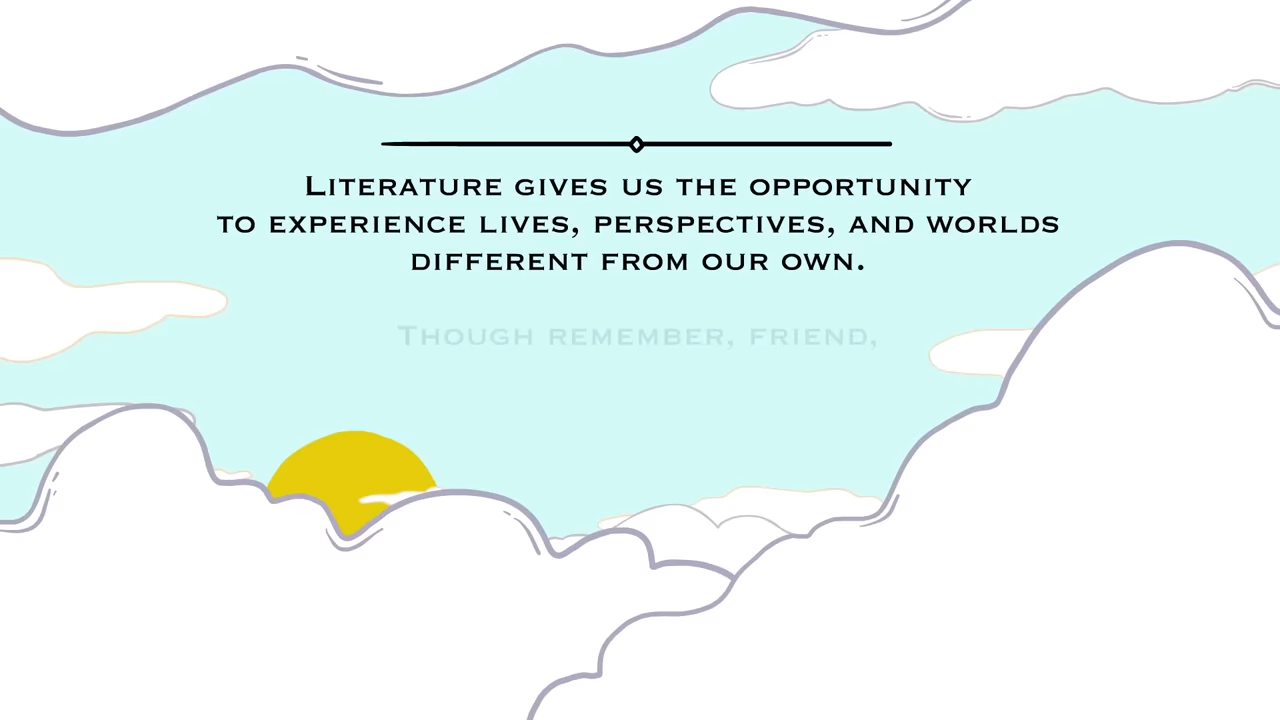 Literature gives us the opportunity
to experience lives, perspectives, and worlds
different from our own.
Though remember, friend,